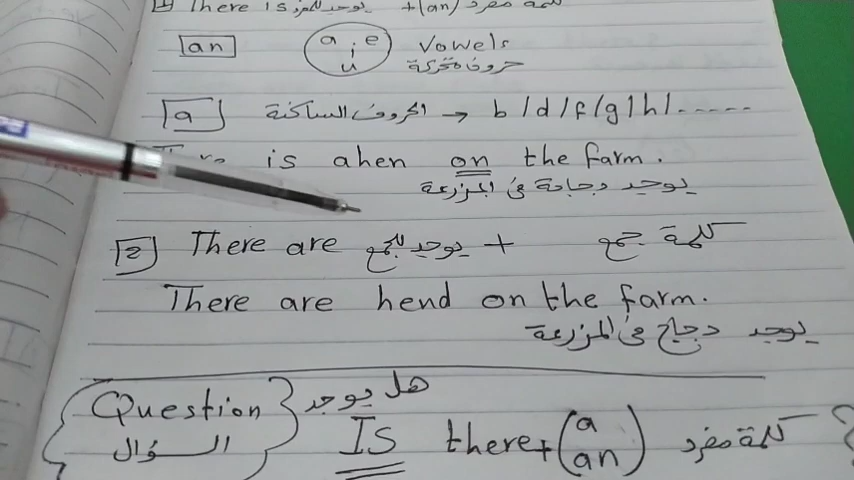 There is يوجد للمفرد +(an) كلمة مفرد
an a e i u Vowels
حروف متحركة
a الحروف الساكنة → b/d/f/g/h/.....
is ahen on the farm.
يوجد دجاجة في المزرعة
2 There are يوجد للجمع + كلمة جمع
There are hend on the farm.
يوجد دجاج في المزرعة
Question هل يوجد
السؤال IS there+ (a an) كلمة مفرد ?